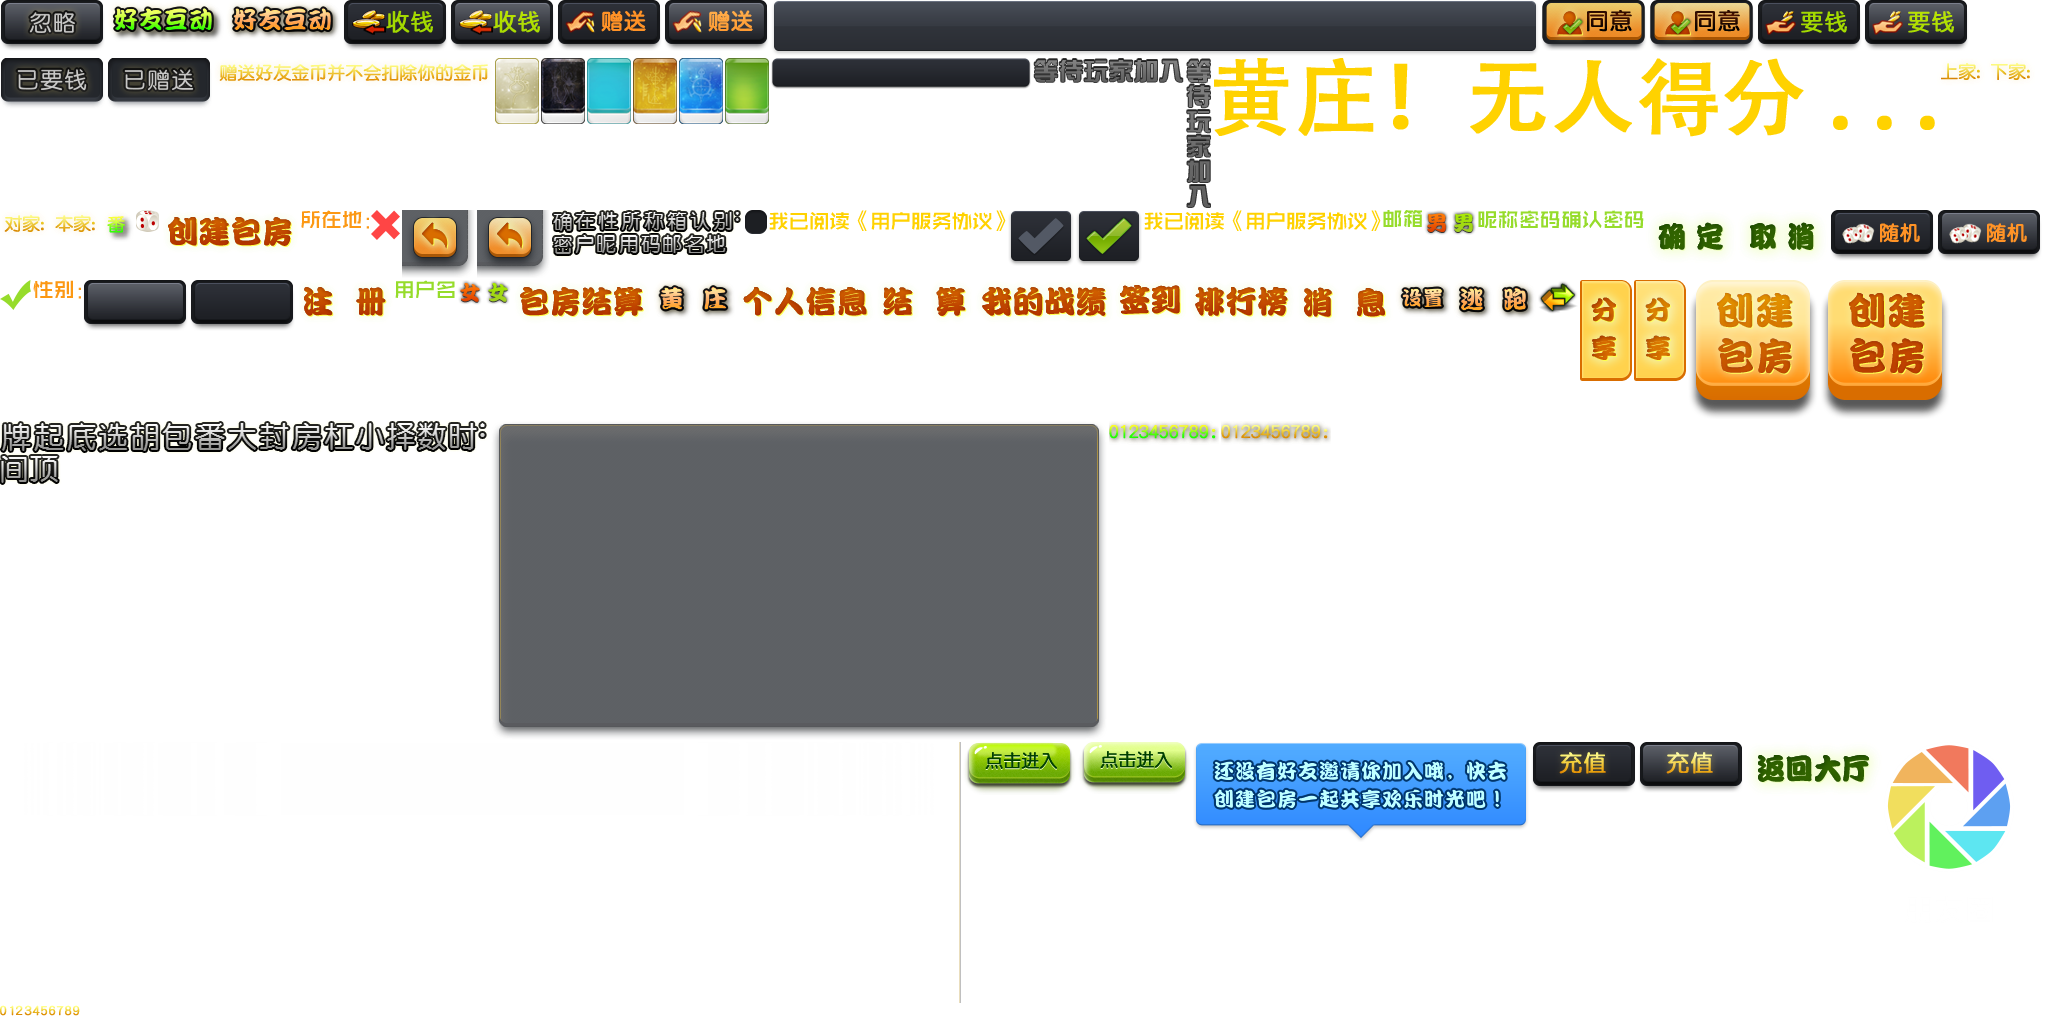 忽略 好友互动 好友互动 收钱 收钱 赠送 赠送 同意 同意 要钱 要钱
已要钱 已赠送 赠送好友金币并不会扣除你的金币 等待玩家加入 等待玩家加入 黄庄！无人得分... 上家: 下家:
对家: 本家: 番 创建包房 所在地: 确在性所称箱认别: 我已阅读《用户服务协议》 我已阅读《用户服务协议》 邮箱 男 男 昵称密码确认密码 确定 取消 随机 随机
密户昵用码邮名地
性别: 注册 用户名 女 女 包房结算 黄庄 个人信息 结算 我的战绩 签到 排行榜 消息 设置 逃跑 分享 分享 创建包房 创建包房
牌起底选胡包番大封房杠小择数时: 0123456789: 0123456789:
间顶
点击进入 点击进入 还没有好友邀请你加入哦，快去 充值 充值 返回大厅
创建包房一起共享欢乐时光吧！
0123456789